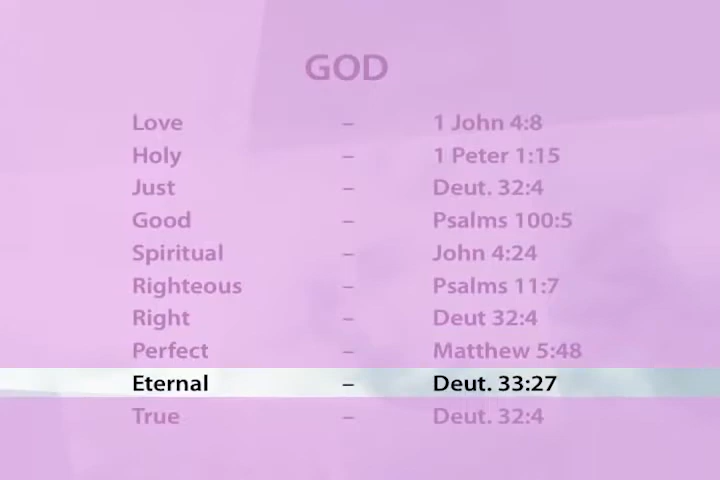 GOD
Love – 1 John 4:8
Holy – 1 Peter 1:15
Just – Deut. 32:4
Good – Psalms 100:5
Spiritual – John 4:24
Righteous – Psalms 11:7
Right – Deut 32:4
Perfect – Matthew 5:48
Eternal – Deut. 33:27
True – Deut. 32:4